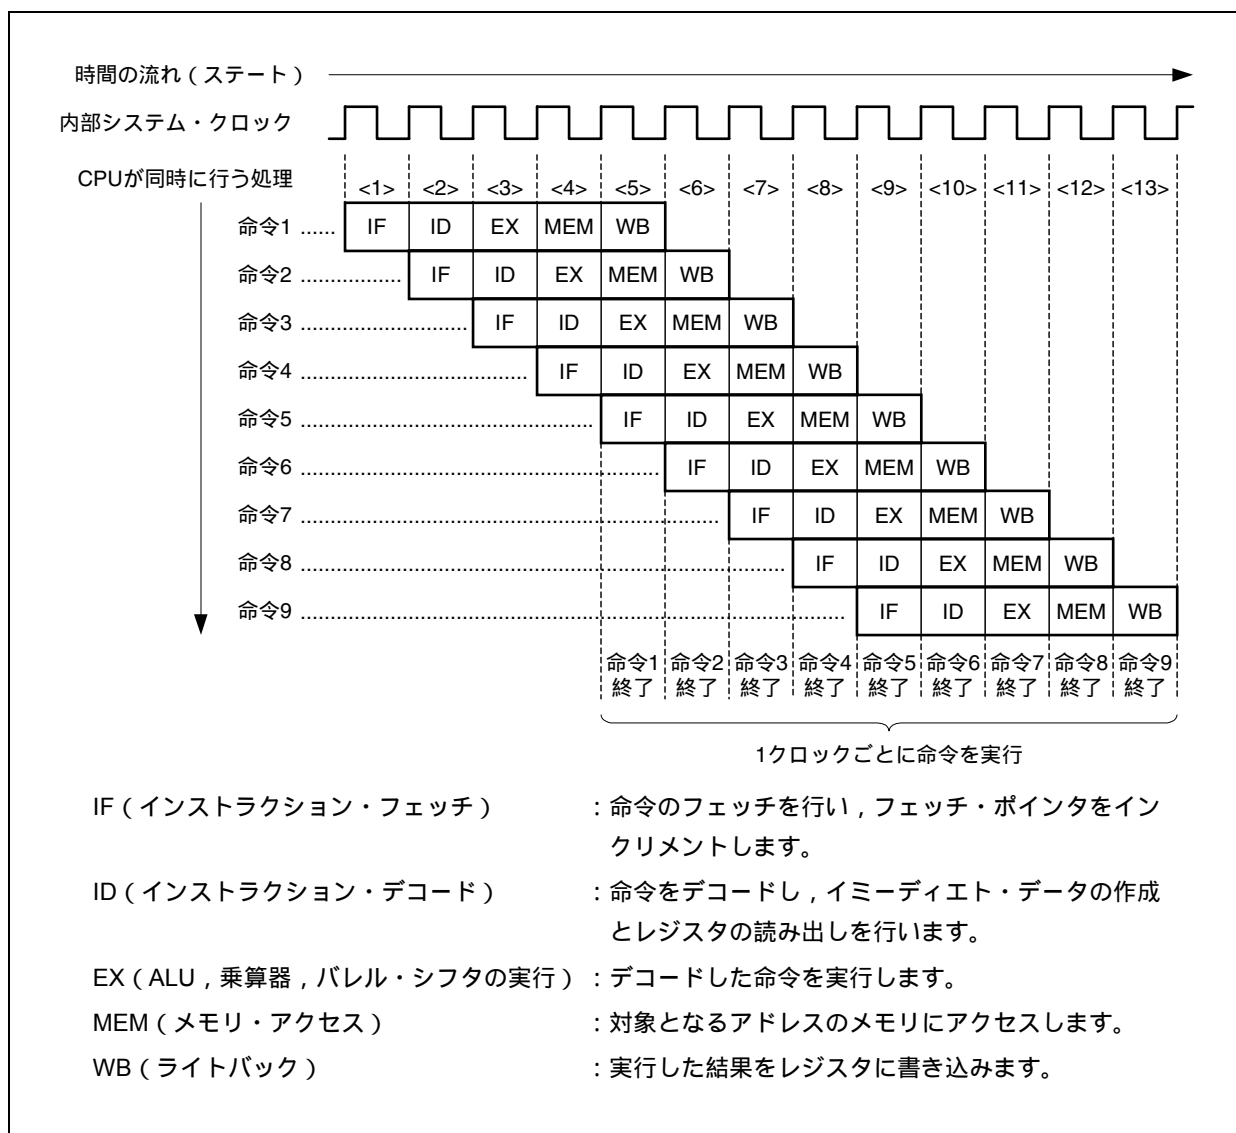 時間の流れ（ステート）
内部システム・クロック
CPUが同時に行う処理 <1> <2> <3> <4> <5> <6> <7> <8> <9> <10> <11> <12> <13>
命令1 ...... IF ID EX MEM WB
命令2 ................. IF ID EX MEM WB
命令3 ............................ IF ID EX MEM WB
命令4 ....................................... IF ID EX MEM WB
命令5 .................................................. IF ID EX MEM WB
命令6 ............................................................. IF ID EX MEM WB
命令7 ........................................................................ IF ID EX MEM WB
命令8 ................................................................................... IF ID EX MEM WB
命令9 .............................................................................................. IF ID EX MEM WB
命令1 命令2 命令3 命令4 命令5 命令6 命令7 命令8 命令9
終了 終了 終了 終了 終了 終了 終了 終了 終了
1クロックごとに命令を実行
IF（インストラクション・フェッチ）：命令のフェッチを行い，フェッチ・ポインタをイン
クリメントします。
ID（インストラクション・デコード）：命令をデコードし，イミーディエト・データの作成
とレジスタの読み出しを行います。
EX（ALU，乗算器，バレル・シフタの実行）：デコードした命令を実行します。
MEM（メモリ・アクセス）：対象となるアドレスのメモリにアクセスします。
WB（ライトバック）：実行した結果をレジスタに書き込みます。